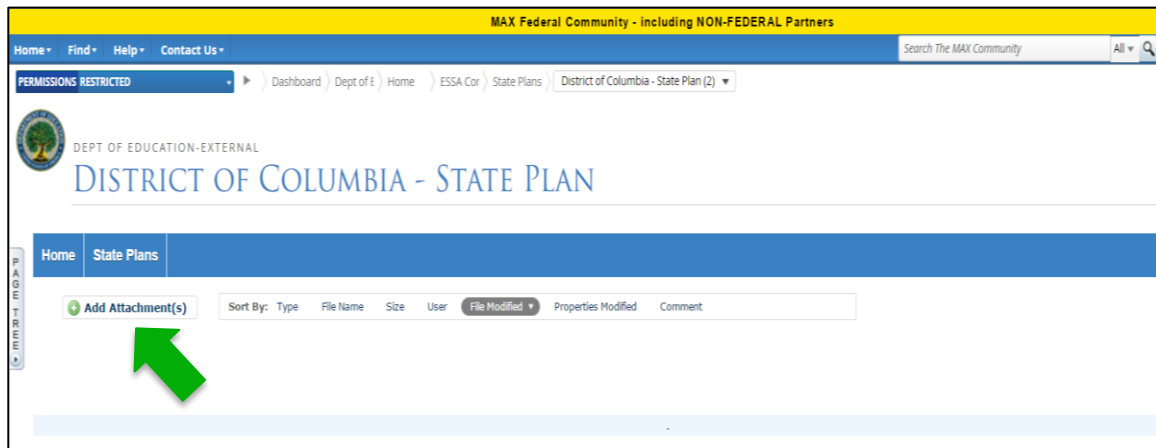 MAX Federal Community - including NON-FEDERAL Partners
Home Find Help Contact Us Search The MAX Community All
PERMISSIONS RESTRICTED Dashboard Dept of E Home ESSA Cor State Plans District of Columbia - State Plan (2)
DEPT OF EDUCATION-EXTERNAL
DISTRICT OF COLUMBIA - STATE PLAN
Home State Plans
PAGE TREE
Add Attachment(s) Sort By: Type File Name Size User File Modified Properties Modified Comment